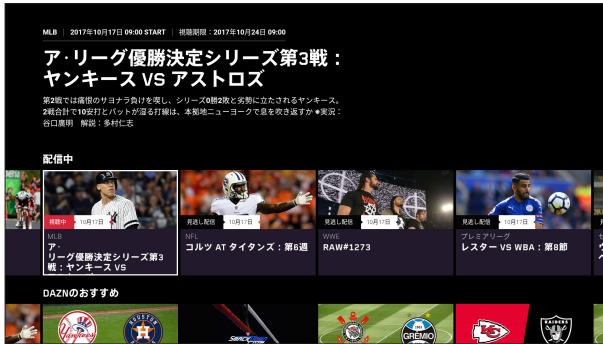 MLB | 2017年10月17日 09:00 START | 視聴期限：2017年10月24日 09:00
ア·リーグ優勝決定シリーズ第3戦：
ヤンキース VS アストロズ
第2戦では痛恨のサヨナラ負けを喫し、シリーズ0勝2敗と劣勢に立たされるヤンキース。
2戦合計で10安打とバットが湿る打線は、本拠地ニューヨークで息を吹き返すか ●実況：
谷口廣明 解説：多村仁志
配信中
視聴中 10月17日
MLB
ア·
リーグ優勝決定シリーズ第3
戦：ヤンキース VS
見逃し配信 10月17日
NFL
コルツ AT タイタンズ：第6週
見逃し配信 10月17日
WWE
RAW#1273
見逃し配信 10月17日
プレミアリーグ
レスター VS WBA：第8節
DAZNのおすすめ
Yankees
HOUSTON
SMACKDOWN
GRÊMIO
KC
RAIDERS